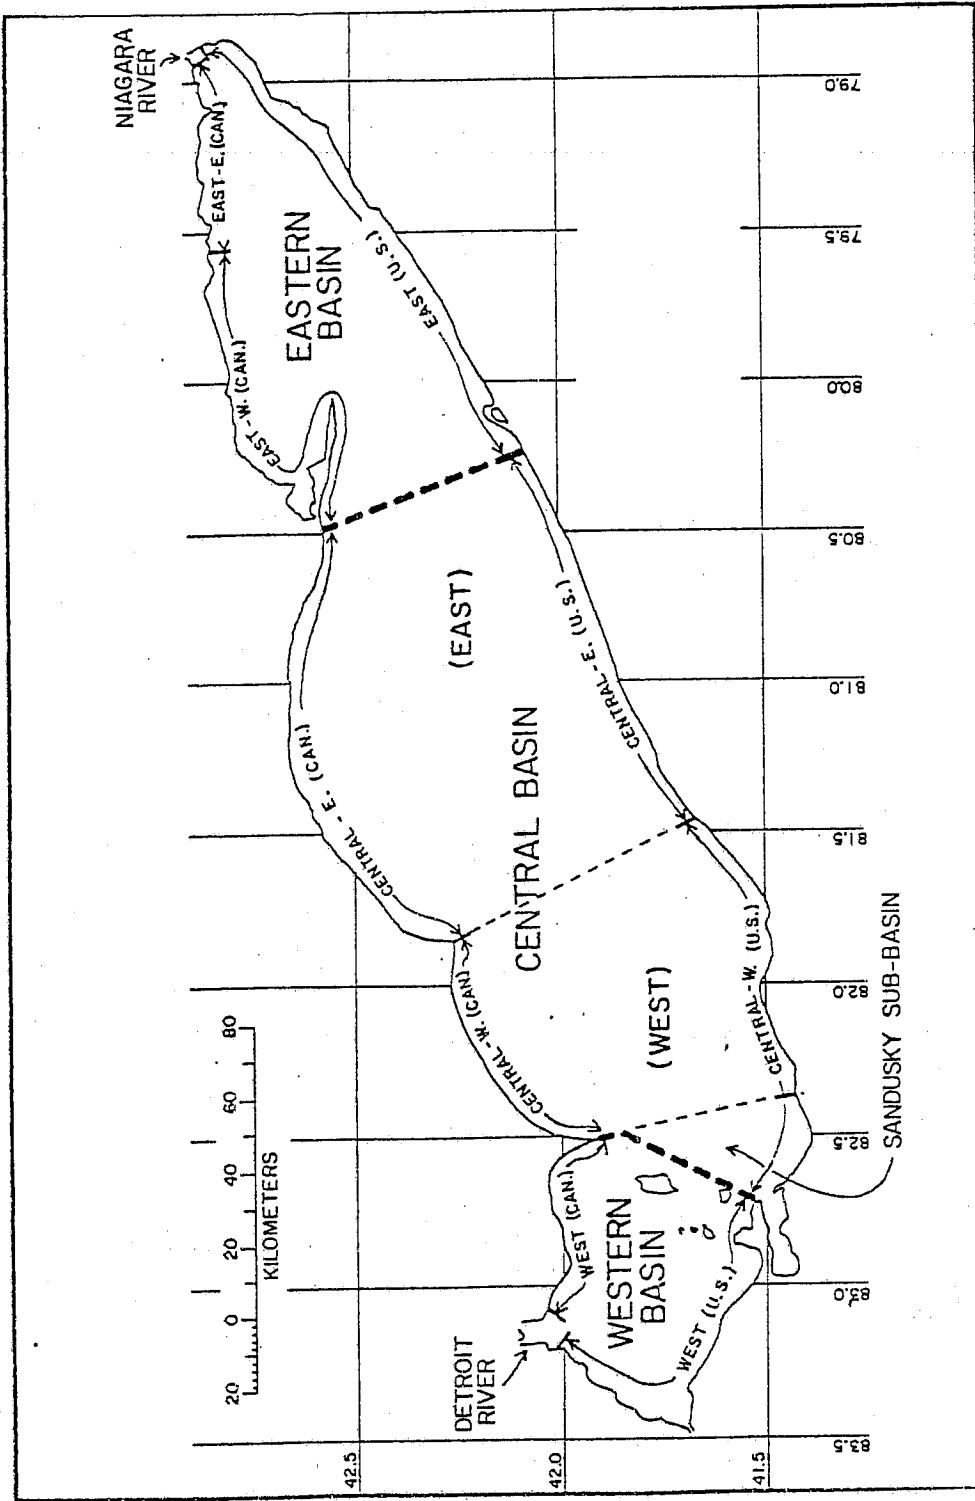 NIAGARA
RIVER
EAST-E. (CAN)
EAST-W. (CAN.)
EASTERN
BASIN
EAST (U.S.)
CENTRAL - E. (CAN.)
(EAST)
CENTRAL - E. (U.S.)
CENTRAL BASIN
CENTRAL-W. (CAN)
(WEST)
CENTRAL-W. (U.S.)
SANDUSKY SUB-BASIN
WEST (CAN.)
WESTERN
BASIN
WEST (U.S.)
DETROIT
RIVER
20 0 20 40 60 80
KILOMETERS
42.5
42.0
41.5
83.5
83.0
82.5
82.0
81.5
81.0
80.5
80.0
79.5
79.0